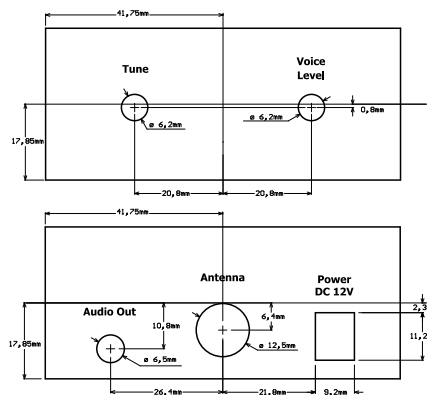 41,75mm
Tune
Voice
Level
ø 6,2mm
ø 6,2mm
0,8mm
17,85mm
20,8mm
20,8mm
41,75mm
Antenna
Power
DC 12V
Audio Out
10,8mm
6,4mm
2,3
17,85mm
11,2
ø 6,5mm
ø 12,5mm
26,4mm
21,8mm
9,2mm